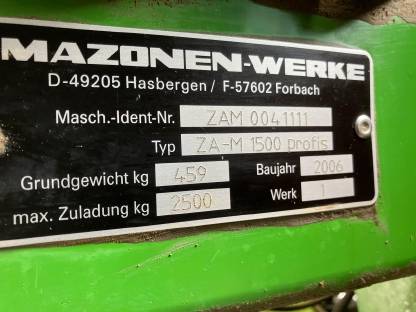 MAZONEN-WERKE
D-49205 Hasbergen / F-57602 Forbach
Masch.-Ident-Nr. ZAM 0041111
Typ ZA-M 1500 profis
Grundgewicht kg 459 Baujahr 2006
max. Zuladung kg 2500 Werk 1